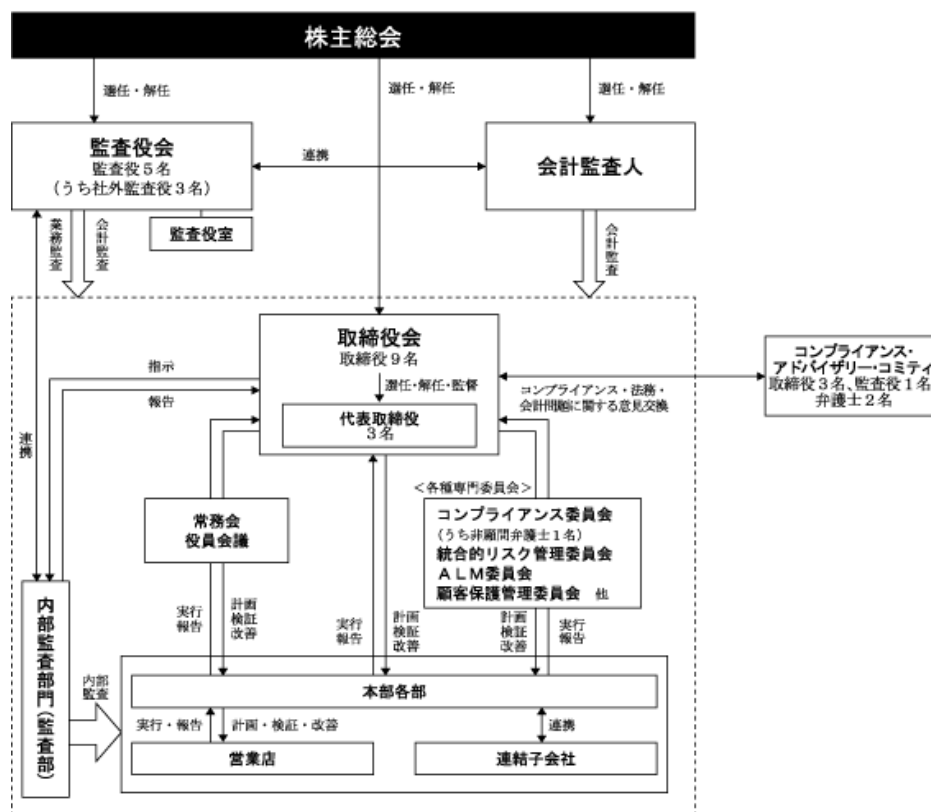 株主総会
選任・解任
選任・解任
選任・解任
監査役会
監査役5名
（うち社外監査役3名）
連携
会計監査人
監査役室
業務監査
会計監査
会計監査
取締役会
取締役9名
選任・解任・監督
代表取締役
3名
指示
報告
連携
コンプライアンス・法務・
会計問題に関する意見交換
コンプライアンス・
アドバイザリー・コミティ
取締役3名、監査役1名
弁護士2名
常務会
役員会議
＜各種専門委員会＞
コンプライアンス委員会
（うち非顧問弁護士1名）
統合的リスク管理委員会
ALM委員会
顧客保護管理委員会 他
実行
報告
計画
検証
改善
実行
報告
計画
検証
改善
計画
検証
改善
実行
報告
内部監査部門（監査部）
内部
監査
本部各部
実行・報告
計画・検証・改善
連携
営業店
連結子会社